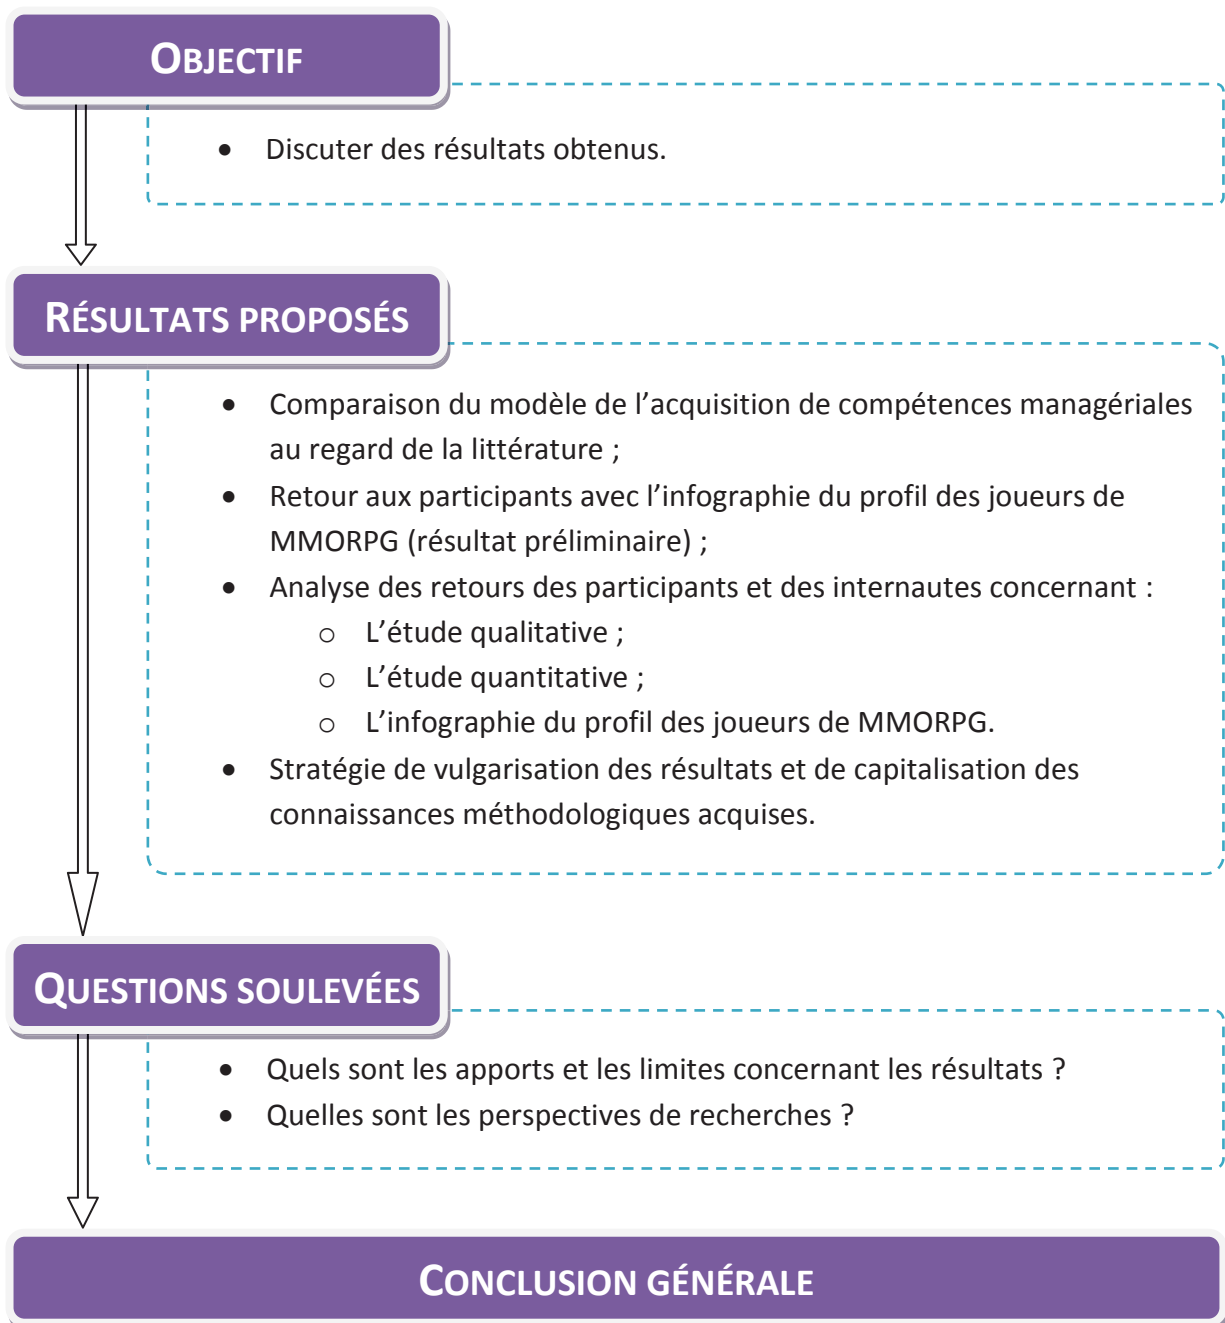 OBJECTIF
• Discuter des résultats obtenus.
RÉSULTATS PROPOSÉS
• Comparaison du modèle de l’acquisition de compétences managériales
au regard de la littérature ;
• Retour aux participants avec l’infographie du profil des joueurs de
MMORPG (résultat préliminaire) ;
• Analyse des retours des participants et des internautes concernant :
o L’étude qualitative ;
o L’étude quantitative ;
o L’infographie du profil des joueurs de MMORPG.
• Stratégie de vulgarisation des résultats et de capitalisation des
connaissances méthodologiques acquises.
QUESTIONS SOULEVÉES
• Quels sont les apports et les limites concernant les résultats ?
• Quelles sont les perspectives de recherches ?
CONCLUSION GÉNÉRALE